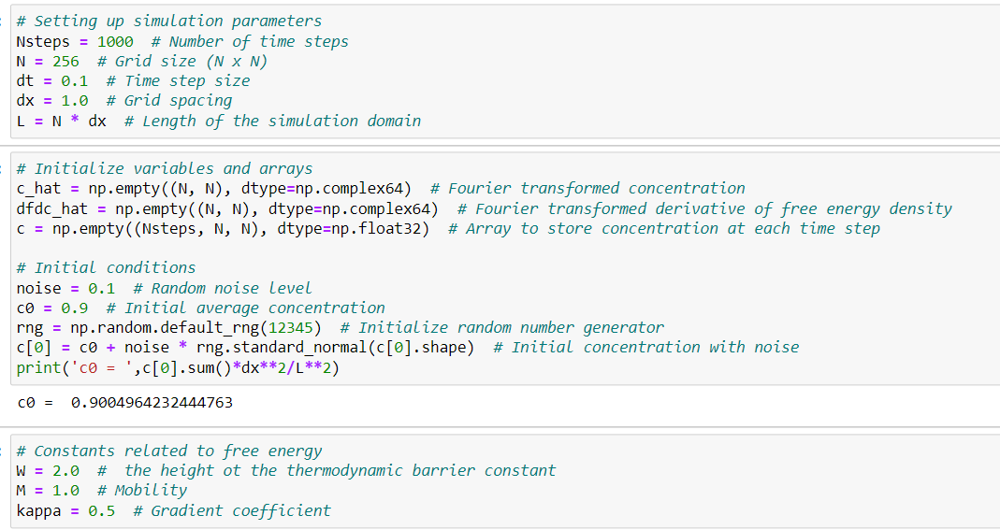 # Setting up simulation parameters
Nsteps = 1000  # Number of time steps
N = 256  # Grid size (N x N)
dt = 0.1  # Time step size
dx = 1.0  # Grid spacing
L = N * dx  # Length of the simulation domain
# Initialize variables and arrays
c_hat = np.empty((N, N), dtype=np.complex64)  # Fourier transformed concentration
dfdc_hat = np.empty((N, N), dtype=np.complex64)  # Fourier transformed derivative of free energy density
c = np.empty((Nsteps, N, N), dtype=np.float32)  # Array to store concentration at each time step
# Initial conditions
noise = 0.1  # Random noise level
c0 = 0.9  # Initial average concentration
rng = np.random.default_rng(12345)  # Initialize random number generator
c[0] = c0 + noise * rng.standard_normal(c[0].shape)  # Initial concentration with noise
print('c0 = ',c[0].sum()*dx**2/L**2)
c0 =  0.9004964232444763
# Constants related to free energy
W = 2.0  #  the height ot the thermodynamic barrier constant
M = 1.0  # Mobility
kappa = 0.5  # Gradient coefficient